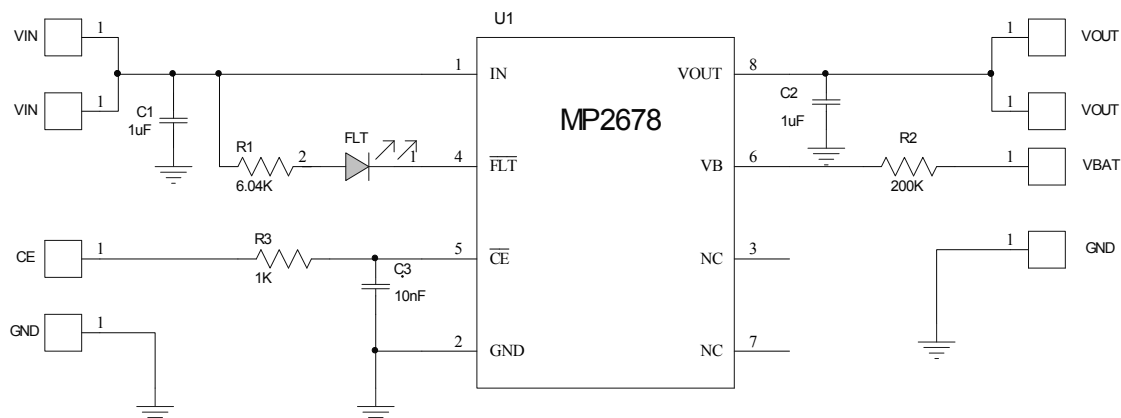 U1
MP2678
VIN 1
VIN 1
C1
1uF
R1
6.04K
2 FLT 1
1 IN
4 FLT
CE 1
R3
1K
C3
10nF
5 CE
GND 1
2 GND
VOUT 8
C2
1uF
1 VOUT
1 VOUT
VB 6
R2
200K
1 VBAT
NC 3
1 GND
NC 7